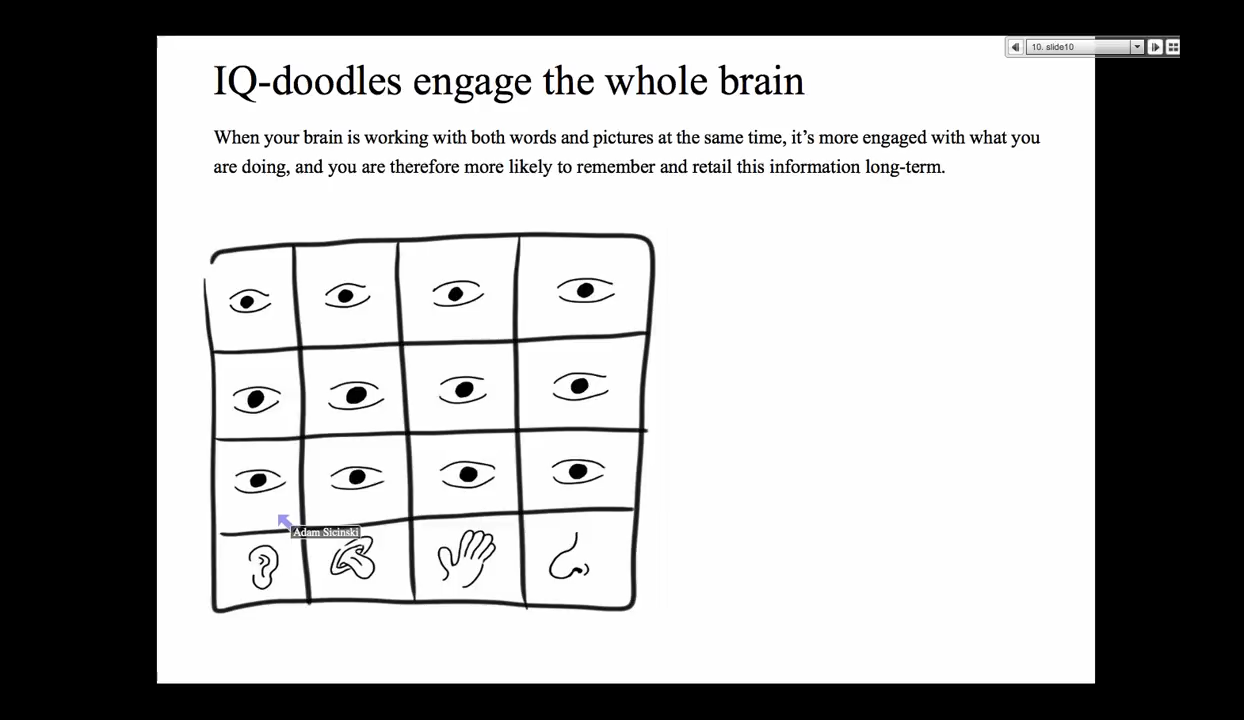 10. slide10
IQ-doodles engage the whole brain
When your brain is working with both words and pictures at the same time, it’s more engaged with what you
are doing, and you are therefore more likely to remember and retail this information long-term.
Adam Sicinski